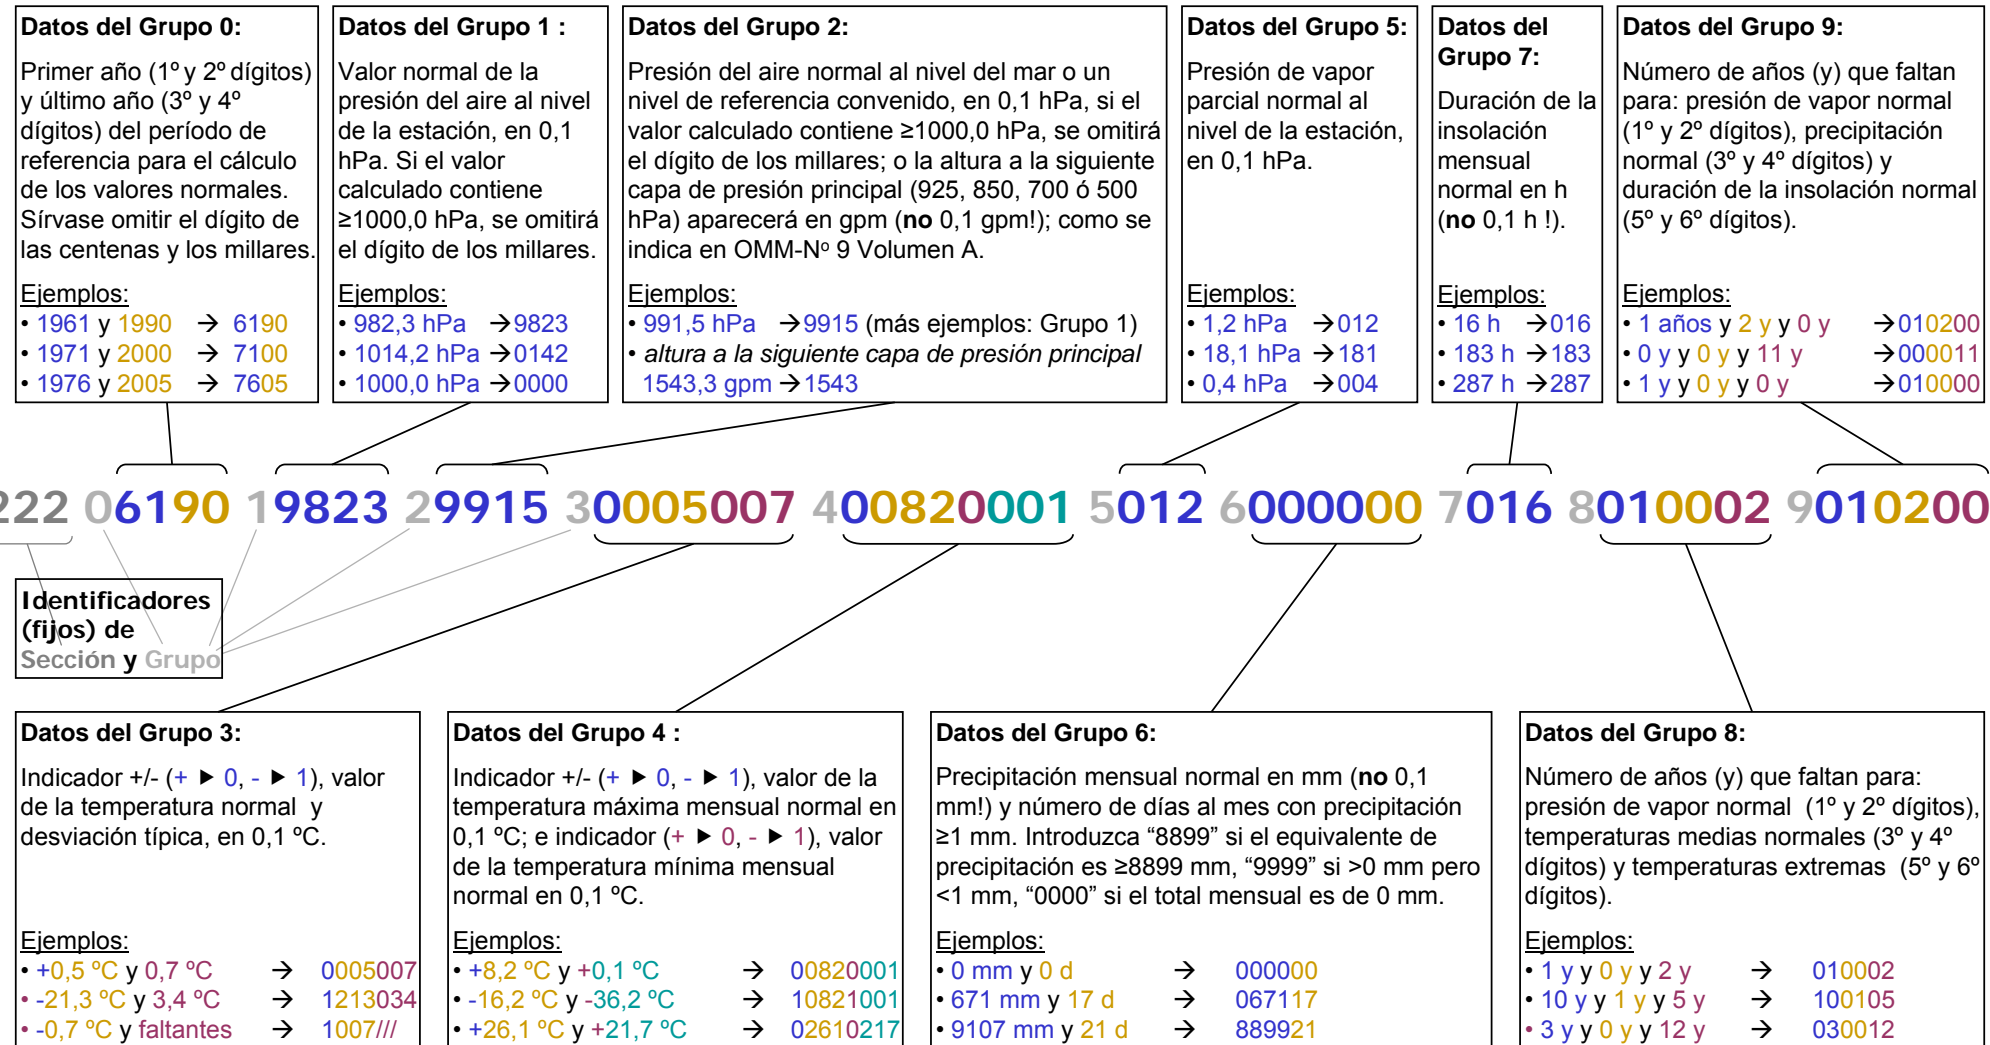 Datos del Grupo 0:
Primer año (1º y 2º dígitos)
y último año (3º y 4º
dígitos) del período de
referencia para el cálculo
de los valores normales.
Sírvase omitir el dígito de
las centenas y los millares.
Ejemplos:
• 1961 y 1990 → 6190
• 1971 y 2000 → 7100
• 1976 y 2005 → 7605
Datos del Grupo 1 :
Valor normal de la
presión del aire al nivel
de la estación, en 0,1
hPa. Si el valor
calculado contiene
≥1000,0 hPa, se omitirá
el dígito de los millares.
Ejemplos:
• 982,3 hPa →9823
• 1014,2 hPa →0142
• 1000,0 hPa →0000
Datos del Grupo 2:
Presión del aire normal al nivel del mar o un
nivel de referencia convenido, en 0,1 hPa, si el
valor calculado contiene ≥1000,0 hPa, se omitirá
el dígito de los millares; o la altura a la siguiente
capa de presión principal (925, 850, 700 ó 500
hPa) aparecerá en gpm (no 0,1 gpm!); como se
indica en OMM-Nº 9 Volumen A.
Ejemplos:
• 991,5 hPa →9915 (más ejemplos: Grupo 1)
• altura a la siguiente capa de presión principal
1543,3 gpm →1543
Datos del Grupo 5:
Presión de vapor
parcial normal al
nivel de la estación,
en 0,1 hPa.
Ejemplos:
• 1,2 hPa →012
• 18,1 hPa →181
• 0,4 hPa →004
Datos del
Grupo 7:
Duración de la
insolación
mensual
normal en h
(no 0,1 h !).
Ejemplos:
• 16 h →016
• 183 h →183
• 287 h →287
Datos del Grupo 9:
Número de años (y) que faltan
para: presión de vapor normal
(1º y 2º dígitos), precipitación
normal (3º y 4º dígitos) y
duración de la insolación normal
(5º y 6º dígitos).
Ejemplos:
• 1 años y 2 y y 0 y →010200
• 0 y y 0 y y 11 y →000011
• 1 y y 0 y y 0 y →010000
222 06190 19823 29915 30005007 400820001 5012 6000000 7016 8010002 9010200
Identificadores
(fijos) de
Sección y Grupo
Datos del Grupo 3:
Indicador +/- (+ ► 0, - ► 1), valor
de la temperatura normal y
desviación típica, en 0,1 ºC.
Ejemplos:
• +0,5 ºC y 0,7 ºC → 0005007
• -21,3 ºC y 3,4 ºC → 1213034
• -0,7 ºC y faltantes → 1007///
Datos del Grupo 4 :
Indicador +/- (+ ► 0, - ► 1), valor de la
temperatura máxima mensual normal en
0,1 ºC; e indicador (+ ► 0, - ► 1), valor
de la temperatura mínima mensual
normal en 0,1 ºC.
Ejemplos:
• +8,2 ºC y +0,1 ºC → 00820001
• -16,2 ºC y -36,2 ºC → 10821001
• +26,1 ºC y +21,7 ºC → 02610217
Datos del Grupo 6:
Precipitación mensual normal en mm (no 0,1
mm!) y número de días al mes con precipitación
≥1 mm. Introduzca “8899” si el equivalente de
precipitación es ≥8899 mm, “9999” si >0 mm pero
<1 mm, “0000” si el total mensual es de 0 mm.
Ejemplos:
• 0 mm y 0 d → 000000
• 671 mm y 17 d → 067117
• 9107 mm y 21 d → 889921
Datos del Grupo 8:
Número de años (y) que faltan para:
presión de vapor normal (1º y 2º dígitos),
temperaturas medias normales (3º y 4º
dígitos) y temperaturas extremas (5º y 6º
dígitos).
Ejemplos:
• 1 y y 0 y y 2 y → 010002
• 10 y y 1 y y 5 y → 100105
• 3 y y 0 y y 12 y → 030012